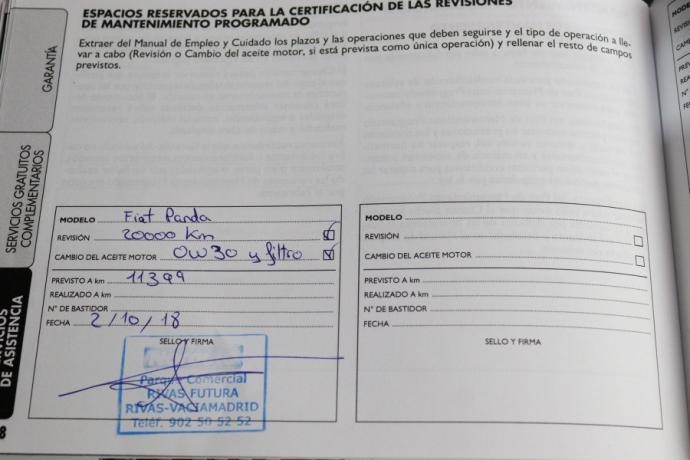 ESPACIOS RESERVADOS PARA LA CERTIFICACIÓN DE LAS REVISIONES
DE MANTENIMIENTO PROGRAMADO
Extraer del Manual de Empleo y Cuidado los plazos y las operaciones que deben seguirse y el tipo de operación a lle-
var a cabo (Revisión o Cambio del aceite motor, si está prevista como única operación) y rellenar el resto de campos
previstos.
GARANTÍA
SERVICIOS GRATUITOS
COMPLEMENTARIOS
DE ASISTENCIA
MODELO Fiat Panda
REVISIÓN 20000 Km
CAMBIO DEL ACEITE MOTOR 0W30 y filtro
PREVISTO A km 11399
REALIZADO A km
N° DE BASTIDOR
FECHA 2/10/18
SELLO Y FIRMA
Parque Comercial
RIVAS FUTURA
RIVAS-VACIAMADRID
Teléf. 902 50 52 52
MODELO
REVISIÓN
CAMBIO DEL ACEITE MOTOR
PREVISTO A km
REALIZADO A km
N° DE BASTIDOR
FECHA
SELLO Y FIRMA
8